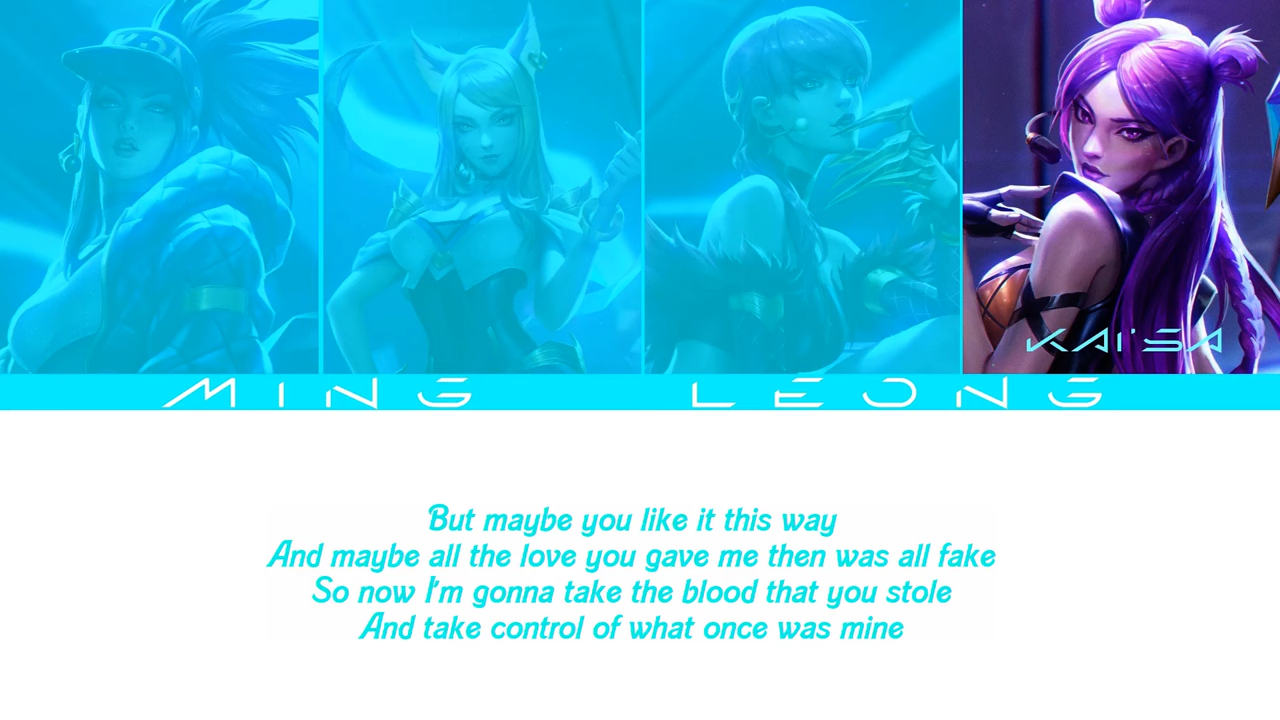 K/DA
KAI'SA
MING LEONG
But maybe you like it this way
And maybe all the love you gave me then was all fake
So now I'm gonna take the blood that you stole
And take control of what once was mine